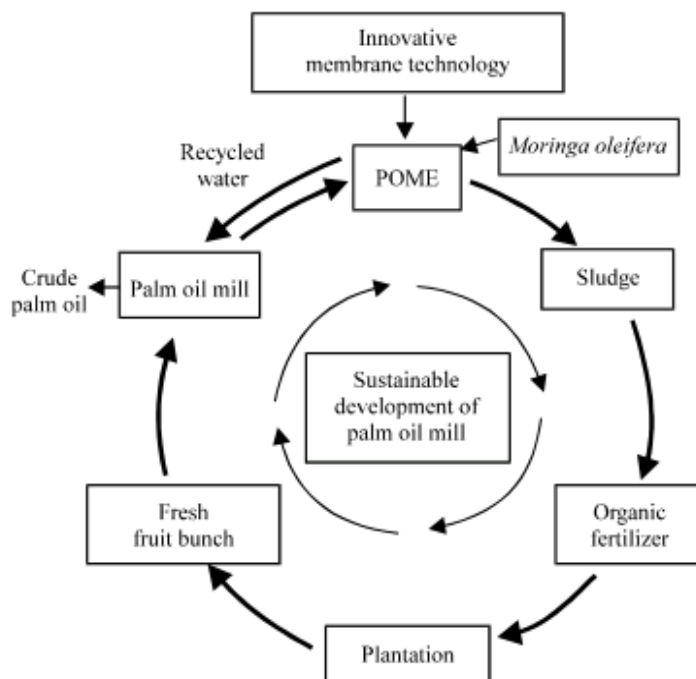 Innovative
membrane technology
Moringa oleifera
Recycled
water
POME
Crude
palm oil
Palm oil mill
Sludge
Sustainable
development of
palm oil mill
Fresh
fruit bunch
Organic
fertilizer
Plantation